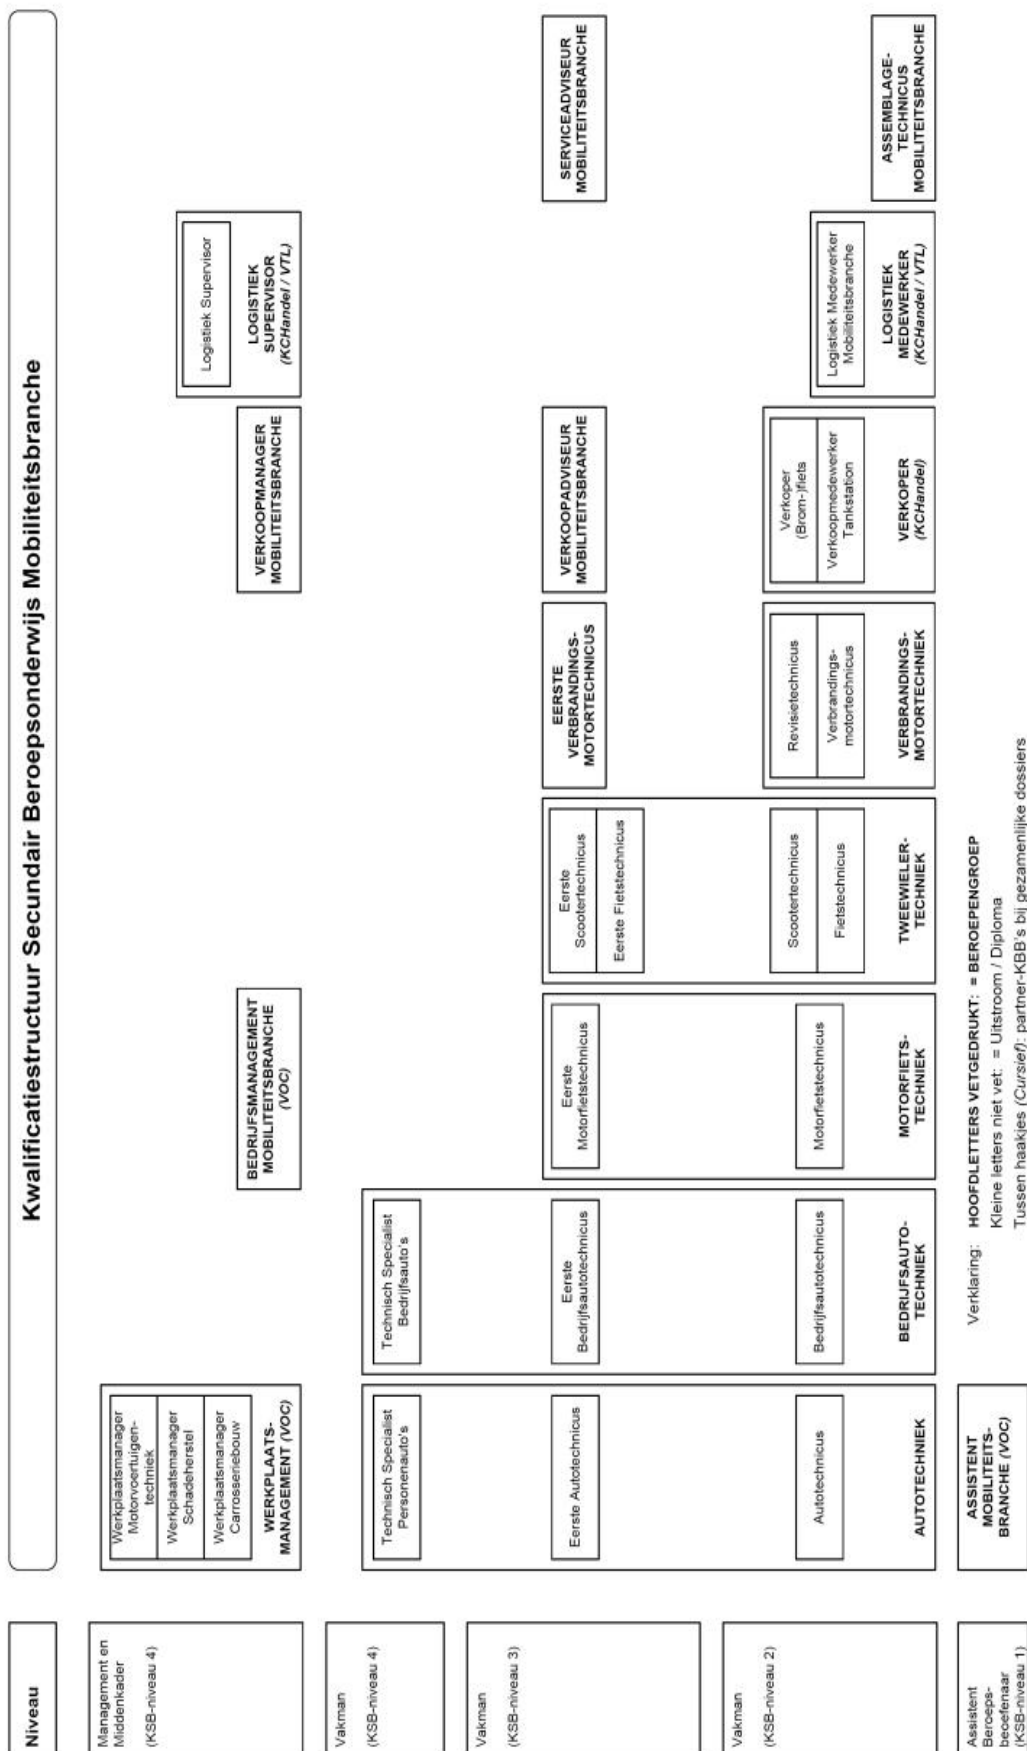 Niveau
Kwalificatiestructuur Secundair Beroepsonderwijs Mobiliteitsbranche
Management en
Middenkader
(KSB-niveau 4)
Werkplaatsmanager
Motorvoertuigen-
techniek
Werkplaatsmanager
Schadeherstel
Werkplaatsmanager
Carrosseriebouw
WERKPLAATS-
MANAGEMENT (VOC)
BEDRIJFSMANAGEMENT
MOBILITEITSBRANCHE
(VOC)
VERKOOPMANAGER
MOBILITEITSBRANCHE
Logistiek Supervisor
LOGISTIEK
SUPERVISOR
(KCHandel / VTL)
Vakman
(KSB-niveau 4)
Technisch Specialist
Personenauto's
Technisch Specialist
Bedrijfsauto's
Vakman
(KSB-niveau 3)
Eerste Autotechnicus
Eerste
Bedrijfsautotechnicus
Eerste
Motorfietstechnicus
Eerste
Scootertechnicus
Eerste Fietstechnicus
EERSTE
VERBRANDINGS-
MOTORTECHNICUS
VERKOOPADVISEUR
MOBILITEITSBRANCHE
SERVICEADVISEUR
MOBILITEITSBRANCHE
Vakman
(KSB-niveau 2)
Autotechnicus
AUTOTECHNIEK
Bedrijfsautotechnicus
BEDRIJFSAUTO-
TECHNIEK
Motorfietstechnicus
MOTORFIETS-
TECHNIEK
Scootertechnicus
Fietstechnicus
TWEEWIELER-
TECHNIEK
Revisietechnicus
Verbrandings-
motortechnicus
VERBRANDINGS-
MOTORTECHNIEK
Verkoper
(Brom-)fiets
Verkoopmedewerker
Tankstation
VERKOPER
(KCHandel)
Logistiek Medewerker
Mobiliteitsbranche
LOGISTIEK
MEDEWERKER
(KCHandel / VTL)
ASSEMBLAGE-
TECHNICUS
MOBILITEITSBRANCHE
Assistent
Beroeps-
beoefenaar
(KSB-niveau 1)
ASSISTENT
MOBILITEITS-
BRANCHE (VOC)
Verklaring: HOOFDLETTERS VETGEDRUKT: = BEROEPENGROEP
Kleine letters niet vet: = Uitstroom / Diploma
Tussen haakjes (Cursief): partner-KBB's bij gezamenlijke dossiers